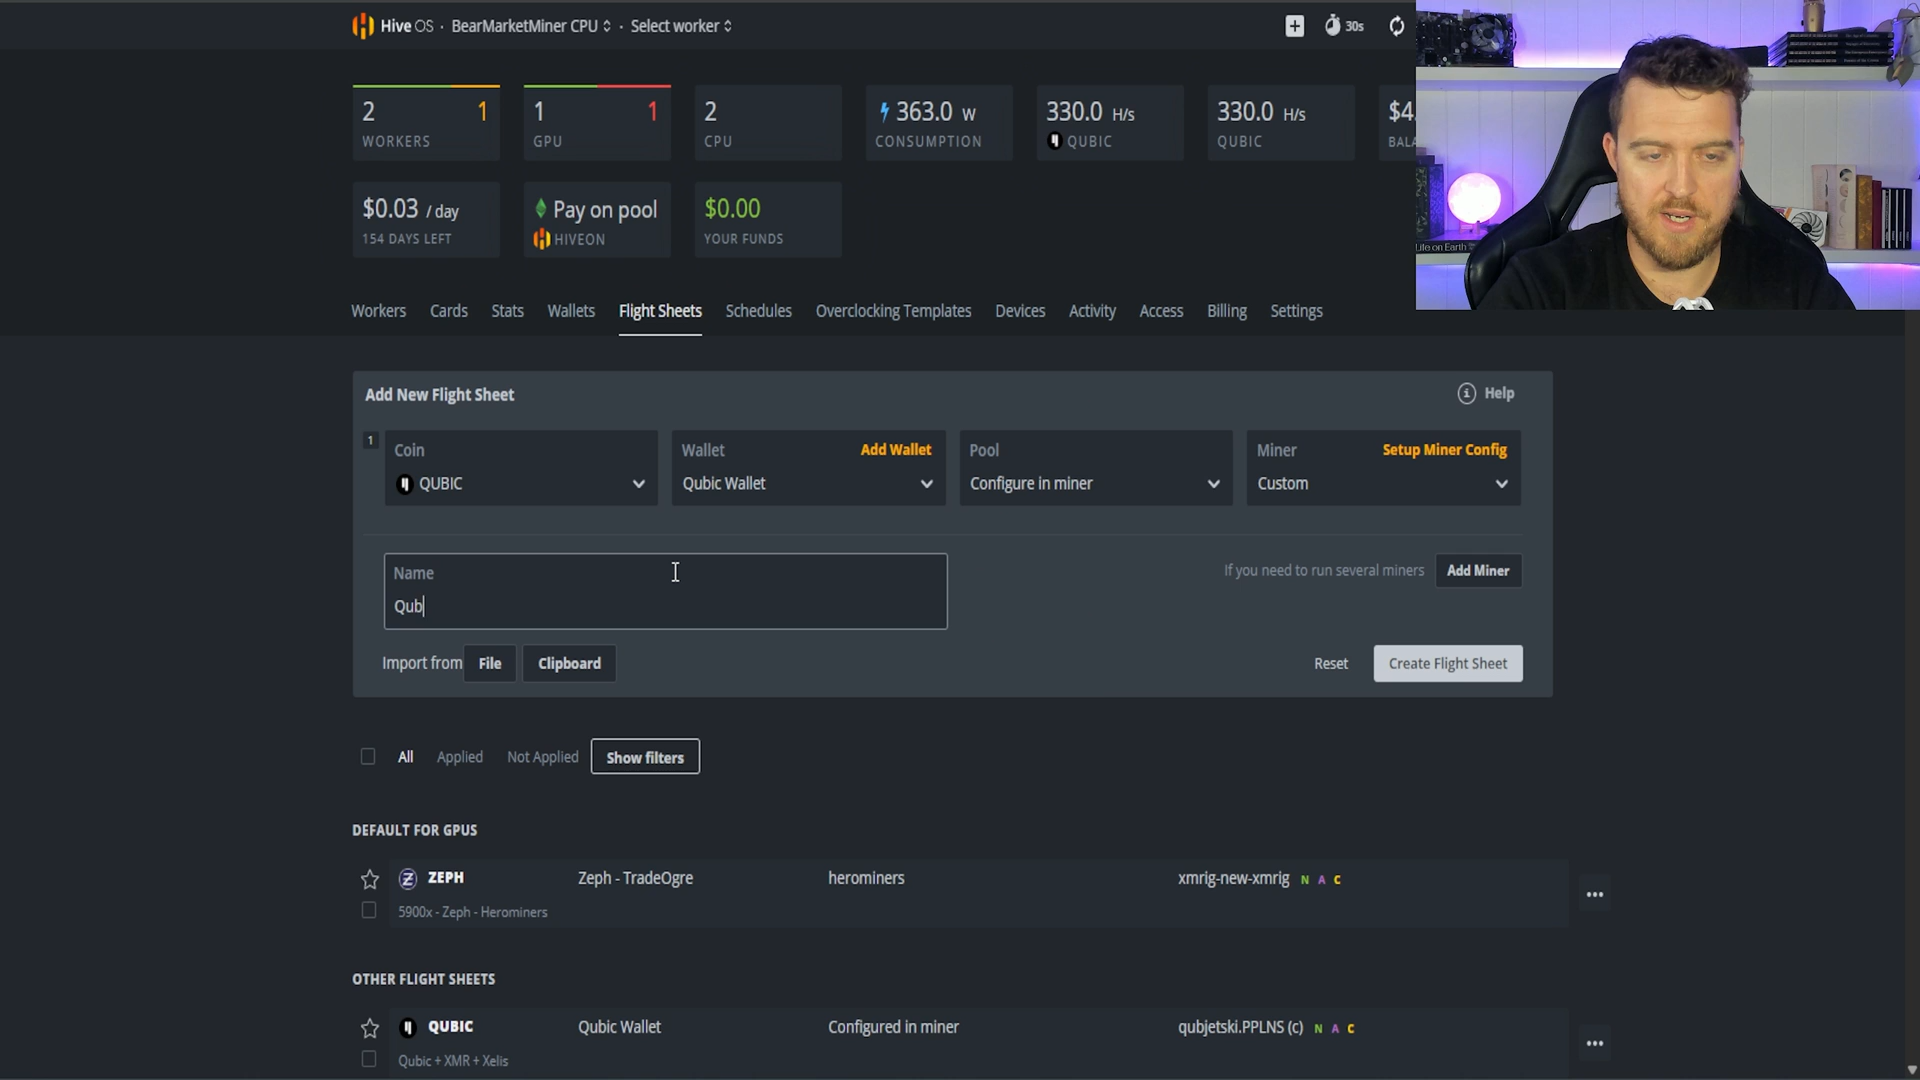 Hive OS · BearMarketMiner CPU · Select worker
30s
2 1
WORKERS
1 1
GPU
2
CPU
363.0 W
CONSUMPTION
330.0 H/s
QUBIC
330.0 H/s
QUBIC
$4.
BALA
$0.03 / day
154 DAYS LEFT
Pay on pool
HIVEON
$0.00
YOUR FUNDS
Life on Earth
Workers Cards Stats Wallets Flight Sheets Schedules Overclocking Templates Devices Activity Access Billing Settings
Add New Flight Sheet
Help
1
Coin
QUBIC
Wallet Add Wallet
Qubic Wallet
Pool
Configure in miner
Miner Setup Miner Config
Custom
Name
Qub
If you need to run several miners Add Miner
Import from File Clipboard
Reset Create Flight Sheet
All Applied Not Applied Show filters
DEFAULT FOR GPUS
ZEPH Zeph - TradeOgre herominers xmrig-new-xmrig N A C
5900x - Zeph - Herominers
OTHER FLIGHT SHEETS
QUBIC Qubic Wallet Configured in miner qubjetski.PPLNS (c) N A C
Qubic + XMR + Xelis